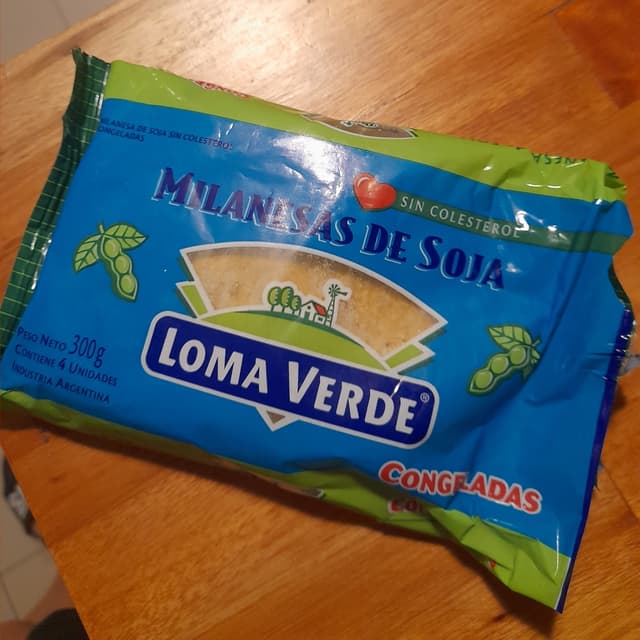 MILANESA DE SOJA SIN COLESTEROL
CONGELADAS
SIN COLESTEROL
MILANESAS DE SOJA
LOMA VERDE®
PESO NETO 300g
CONTIENE 4 UNIDADES
INDUSTRIA ARGENTINA
CONGELADAS